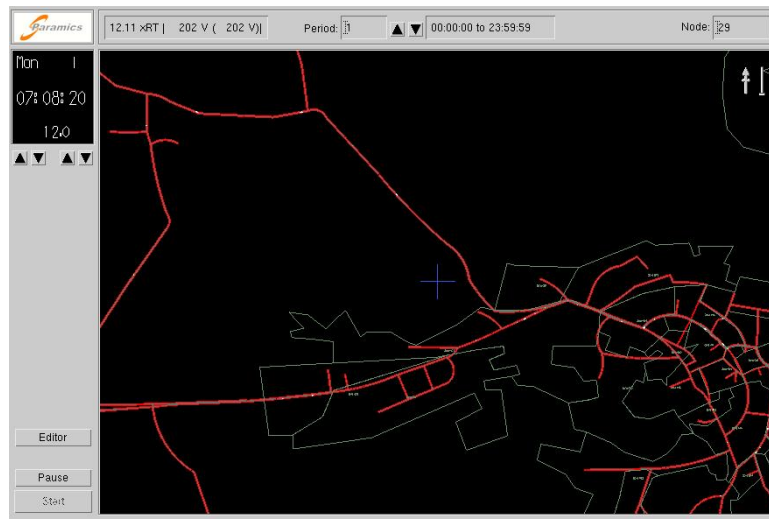 Paramics
12.11 xRT | 202 V ( 202 V)|
Period: 1
00:00:00 to 23:59:59
Node: 29
Mon 1
07:08:20
12.0
Editor
Pause
Start